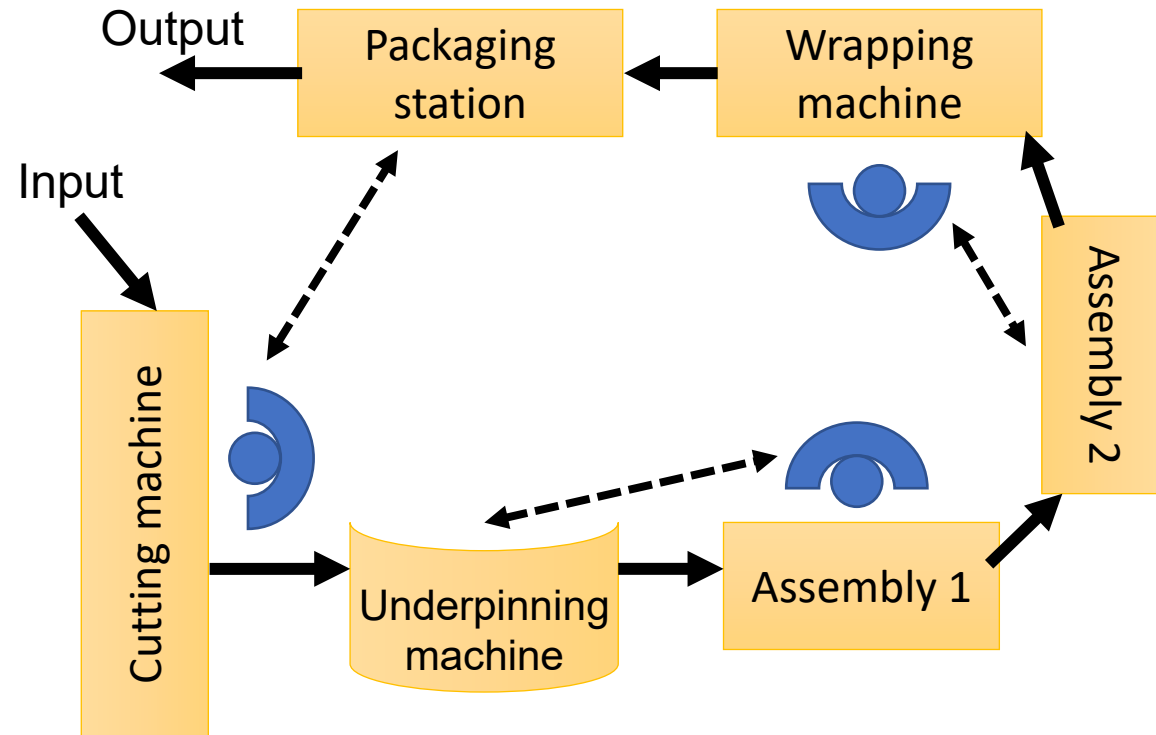 Output
Packaging
station
Wrapping
machine
Input
Cutting machine
Underpinning
machine
Assembly 1
Assembly 2